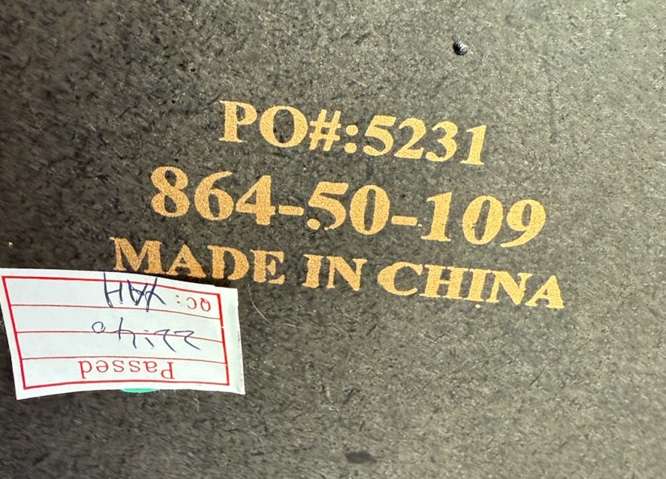 PO#:5231
864-50-109
MADE IN CHINA
Passed
QC: